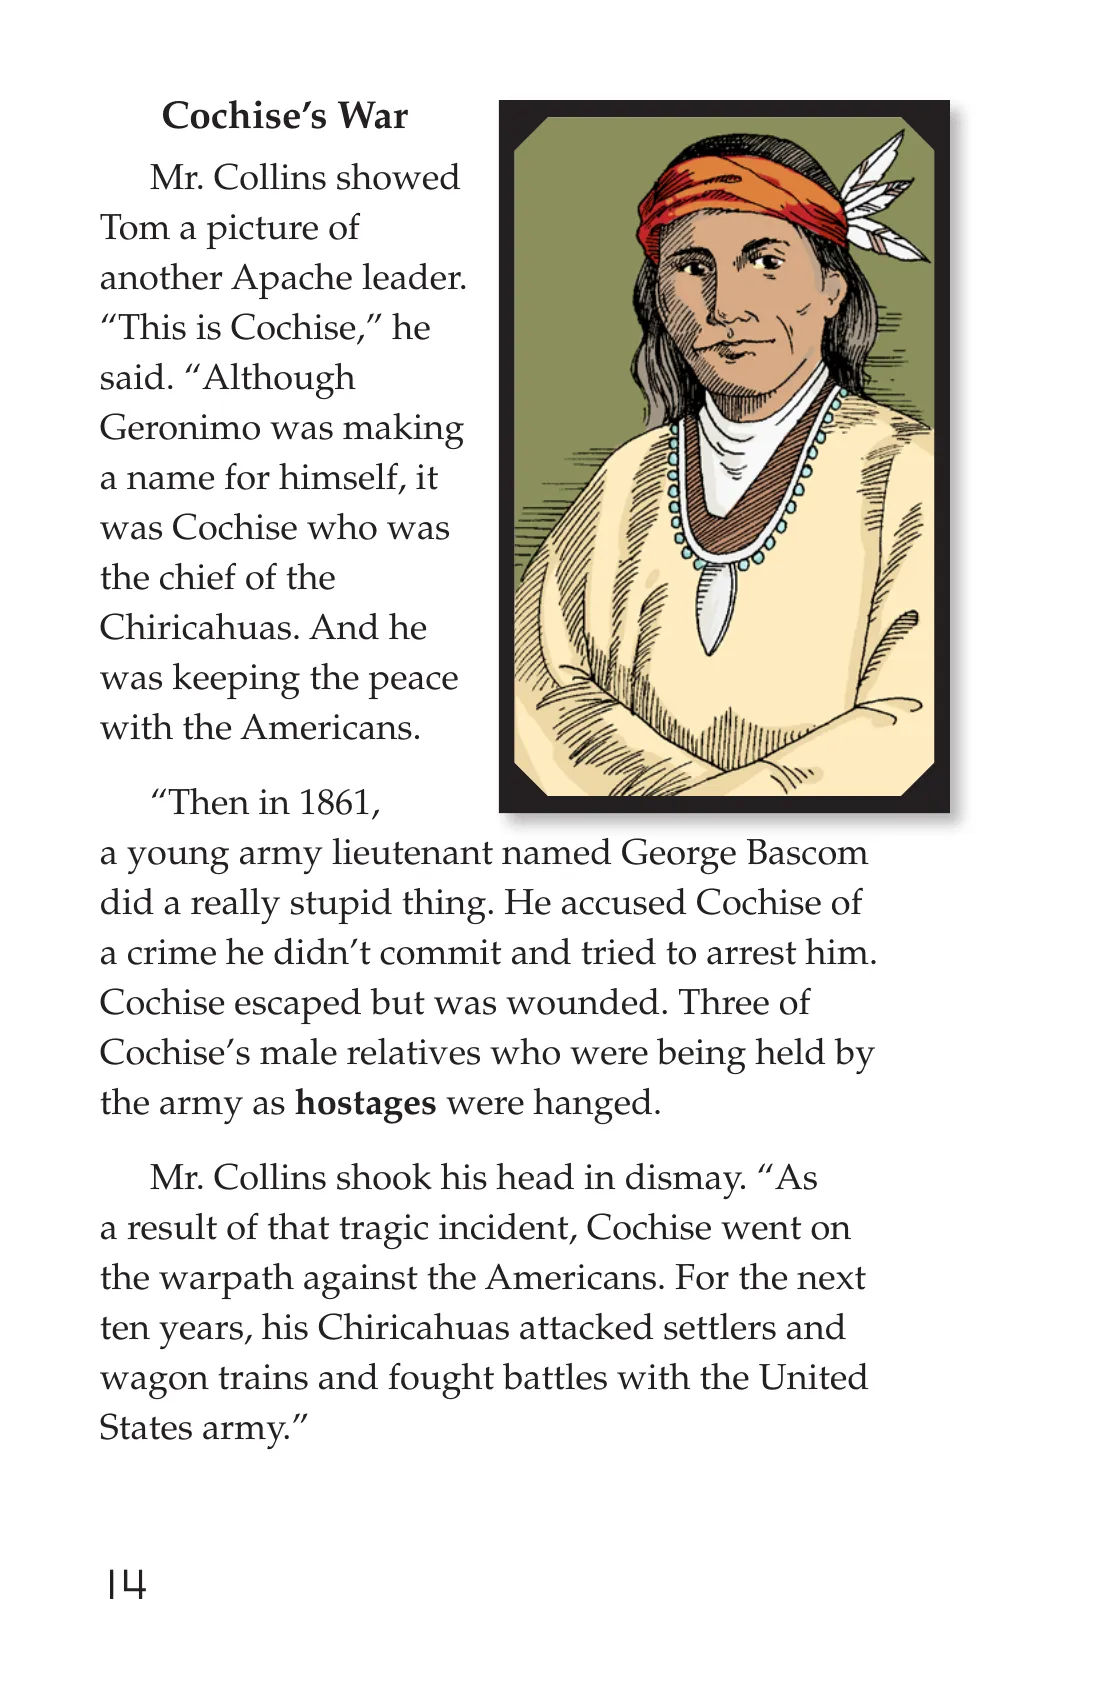 Cochise’s War
Mr. Collins showed
Tom a picture of
another Apache leader.
“This is Cochise,” he
said. “Although
Geronimo was making
a name for himself, it
was Cochise who was
the chief of the
Chiricahuas. And he
was keeping the peace
with the Americans.
“Then in 1861,
a young army lieutenant named George Bascom
did a really stupid thing. He accused Cochise of
a crime he didn’t commit and tried to arrest him.
Cochise escaped but was wounded. Three of
Cochise’s male relatives who were being held by
the army as hostages were hanged.
Mr. Collins shook his head in dismay. “As
a result of that tragic incident, Cochise went on
the warpath against the Americans. For the next
ten years, his Chiricahuas attacked settlers and
wagon trains and fought battles with the United
States army.”
14